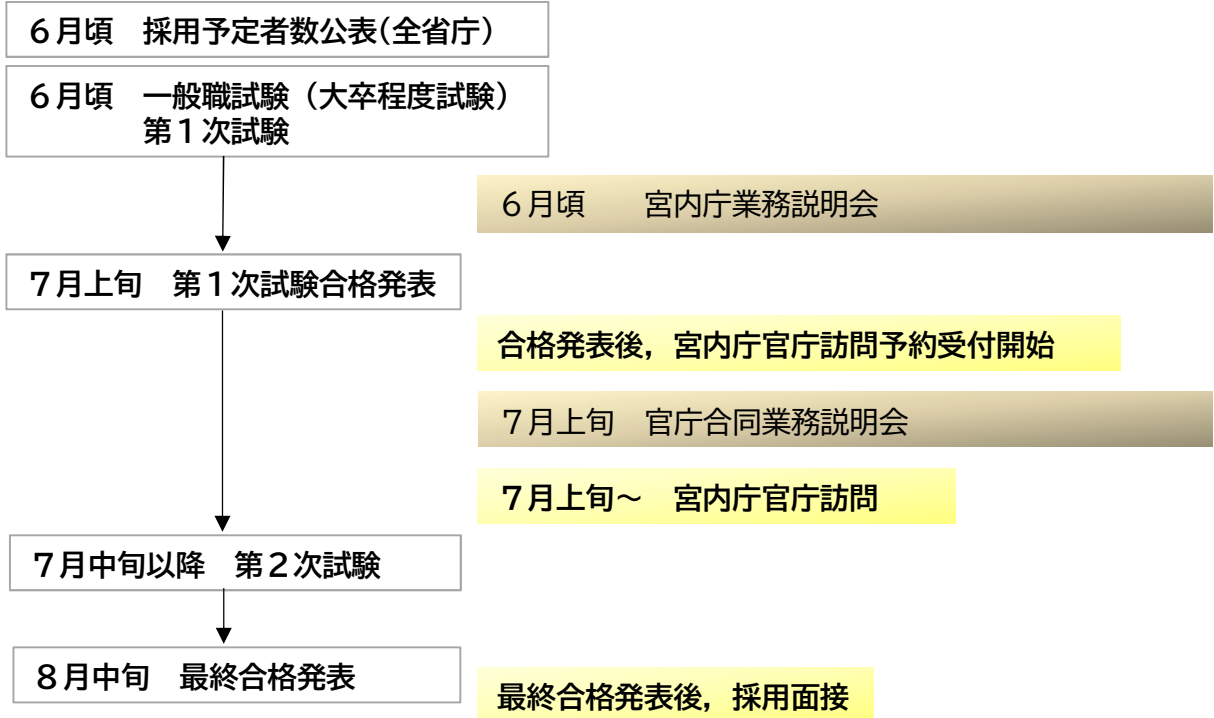 ６月頃　採用予定者数公表（全省庁）
６月頃　一般職試験（大卒程度試験）
第１次試験
６月頃　　宮内庁業務説明会
７月上旬　第１次試験合格発表
合格発表後，宮内庁官庁訪問予約受付開始
７月上旬　官庁合同業務説明会
７月上旬～　宮内庁官庁訪問
７月中旬以降　第２次試験
８月中旬　最終合格発表
最終合格発表後，採用面接